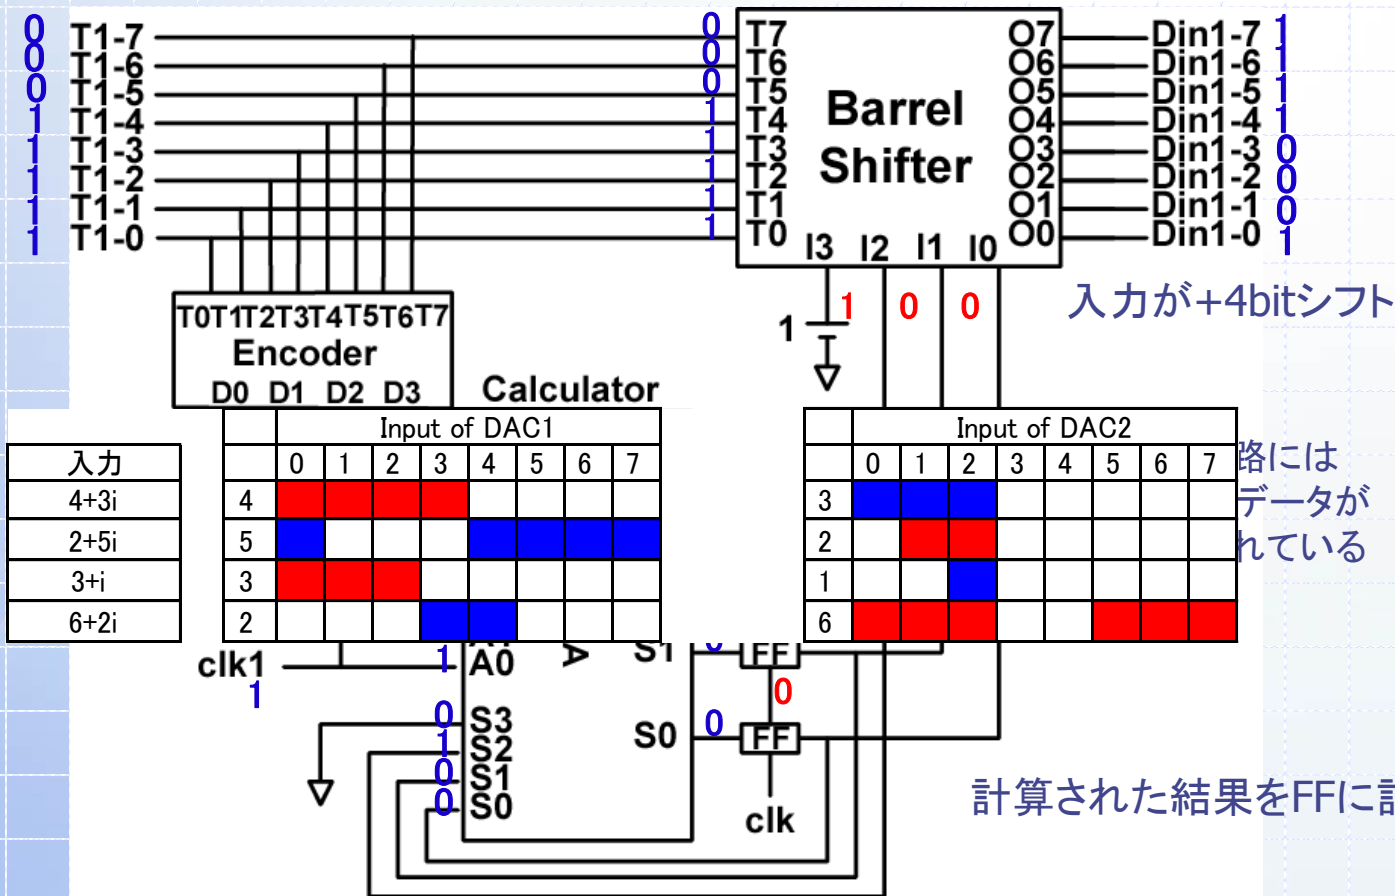 0 T1-7 0 T7 O7 Din1-7 1
0 T1-6 0 T6 O6 Din1-6 1
0 T1-5 0 T5 O5 Din1-5 1
1 T1-4 1 T4 O4 Din1-4 1
1 T1-3 1 T3 O3 Din1-3 0
1 T1-2 1 T2 O2 Din1-2 0
1 T1-1 1 T1 O1 Din1-1 0
1 T1-0 1 T0 O0 Din1-0 1
Barrel
Shifter
I3 I2 I1 I0
1 0 0
入力が+4bitシフト
1
T0T1T2T3T4T5T6T7
Encoder
D0 D1 D2 D3
Calculator
Input of DAC1
0 1 2 3 4 5 6 7
4
5
3
2
入力
4+3i
2+5i
3+i
6+2i
Input of DAC2
0 1 2 3 4 5 6 7
3
2
1
6
路には
データが
れている
clk1 1 A0 A S1 FF
1
0
0 S3 S0 0 FF
1 S2
0 S1
0 S0
clk
計算された結果をFFに